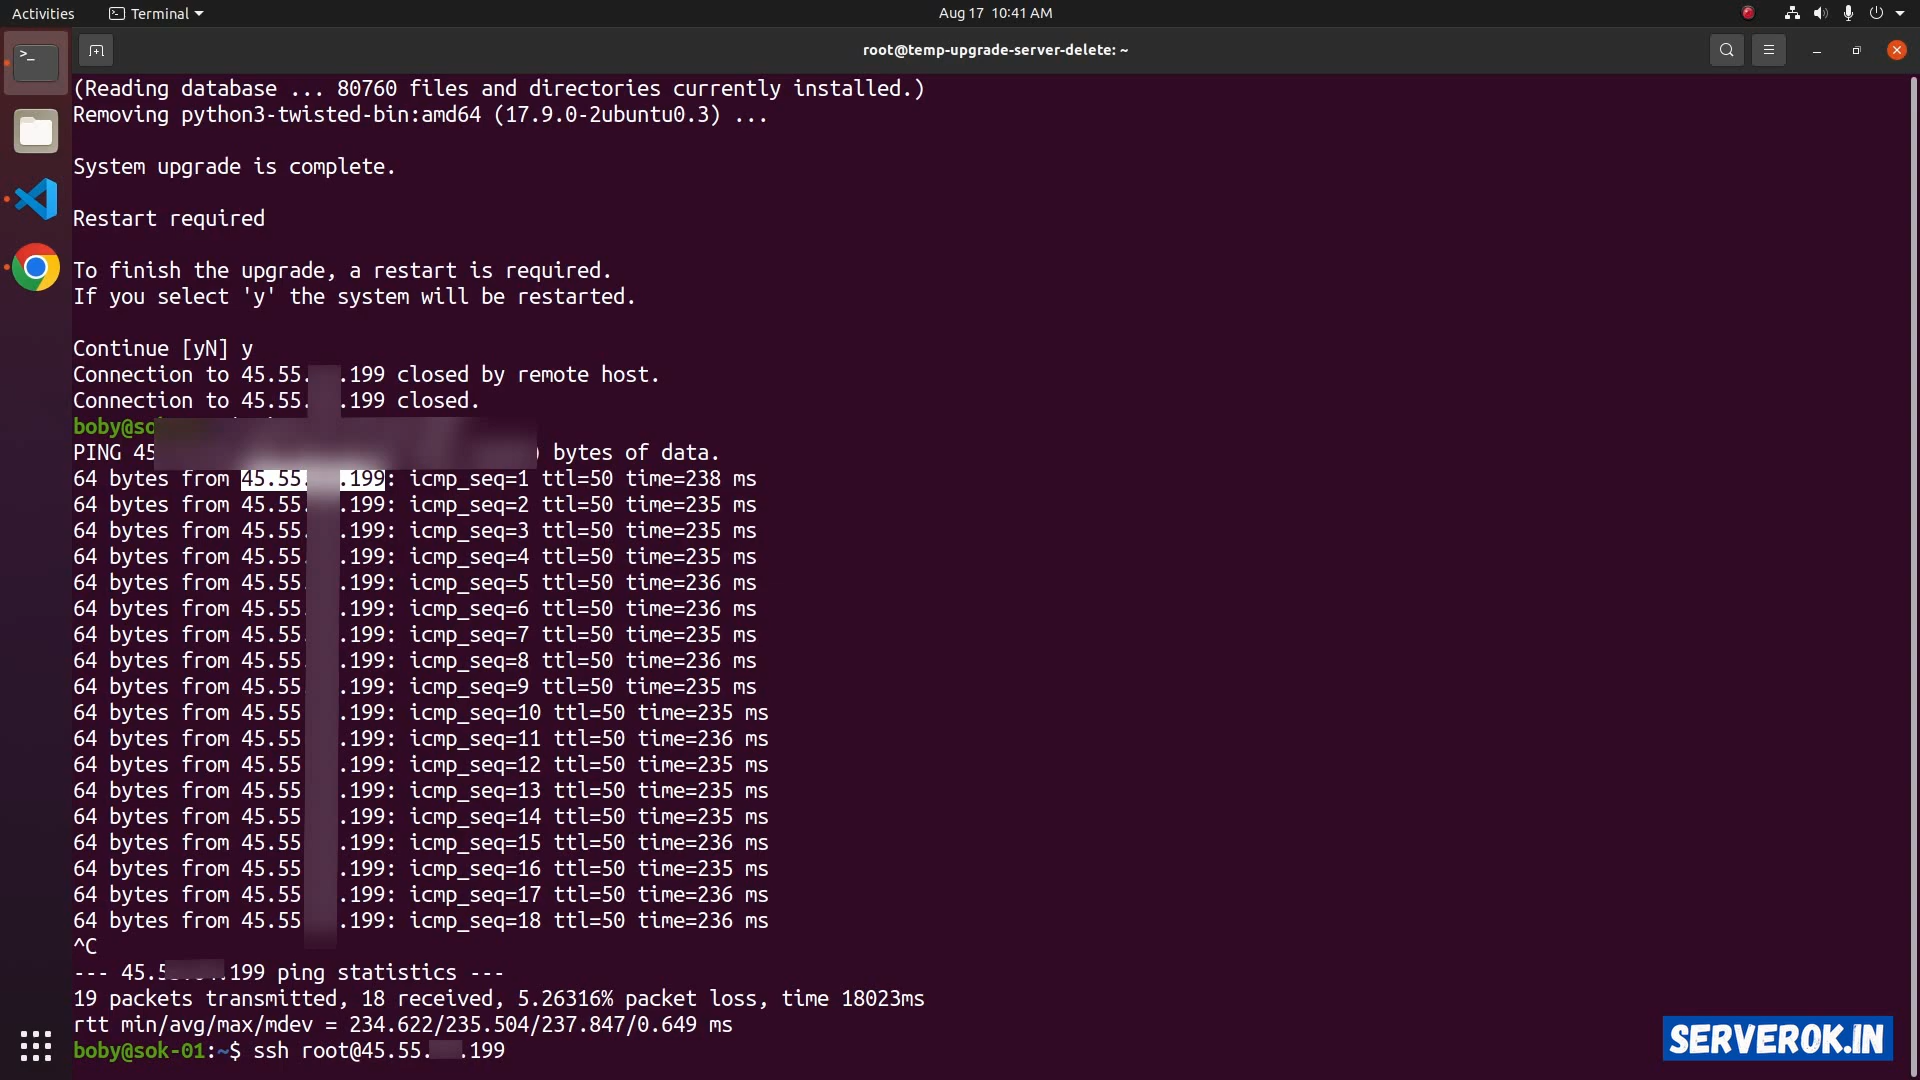 Activities
Terminal
Aug 17 10:41 AM
root@temp-upgrade-server-delete: ~
(Reading database ... 80760 files and directories currently installed.)
Removing python3-twisted-bin:amd64 (17.9.0-2ubuntu0.3) ...
System upgrade is complete.
Restart required
To finish the upgrade, a restart is required.
If you select 'y' the system will be restarted.
Continue [yN] y
Connection to 45.55. .199 closed by remote host.
Connection to 45.55. .199 closed.
boby@so
PING 45 ) bytes of data.
64 bytes from 45.55. .199: icmp_seq=1 ttl=50 time=238 ms
64 bytes from 45.55. .199: icmp_seq=2 ttl=50 time=235 ms
64 bytes from 45.55. .199: icmp_seq=3 ttl=50 time=235 ms
64 bytes from 45.55. .199: icmp_seq=4 ttl=50 time=235 ms
64 bytes from 45.55. .199: icmp_seq=5 ttl=50 time=236 ms
64 bytes from 45.55. .199: icmp_seq=6 ttl=50 time=236 ms
64 bytes from 45.55. .199: icmp_seq=7 ttl=50 time=235 ms
64 bytes from 45.55 .199: icmp_seq=8 ttl=50 time=236 ms
64 bytes from 45.55 .199: icmp_seq=9 ttl=50 time=235 ms
64 bytes from 45.55 .199: icmp_seq=10 ttl=50 time=235 ms
64 bytes from 45.55 .199: icmp_seq=11 ttl=50 time=236 ms
64 bytes from 45.55 .199: icmp_seq=12 ttl=50 time=235 ms
64 bytes from 45.55 .199: icmp_seq=13 ttl=50 time=235 ms
64 bytes from 45.55 .199: icmp_seq=14 ttl=50 time=235 ms
64 bytes from 45.55 .199: icmp_seq=15 ttl=50 time=236 ms
64 bytes from 45.55 .199: icmp_seq=16 ttl=50 time=235 ms
64 bytes from 45.55 .199: icmp_seq=17 ttl=50 time=236 ms
64 bytes from 45.55 .199: icmp_seq=18 ttl=50 time=236 ms
^C
--- 45.5 .199 ping statistics ---
19 packets transmitted, 18 received, 5.26316% packet loss, time 18023ms
rtt min/avg/max/mdev = 234.622/235.504/237.847/0.649 ms
boby@sok-01:~$ ssh root@45.55. .199
SERVEROK.IN